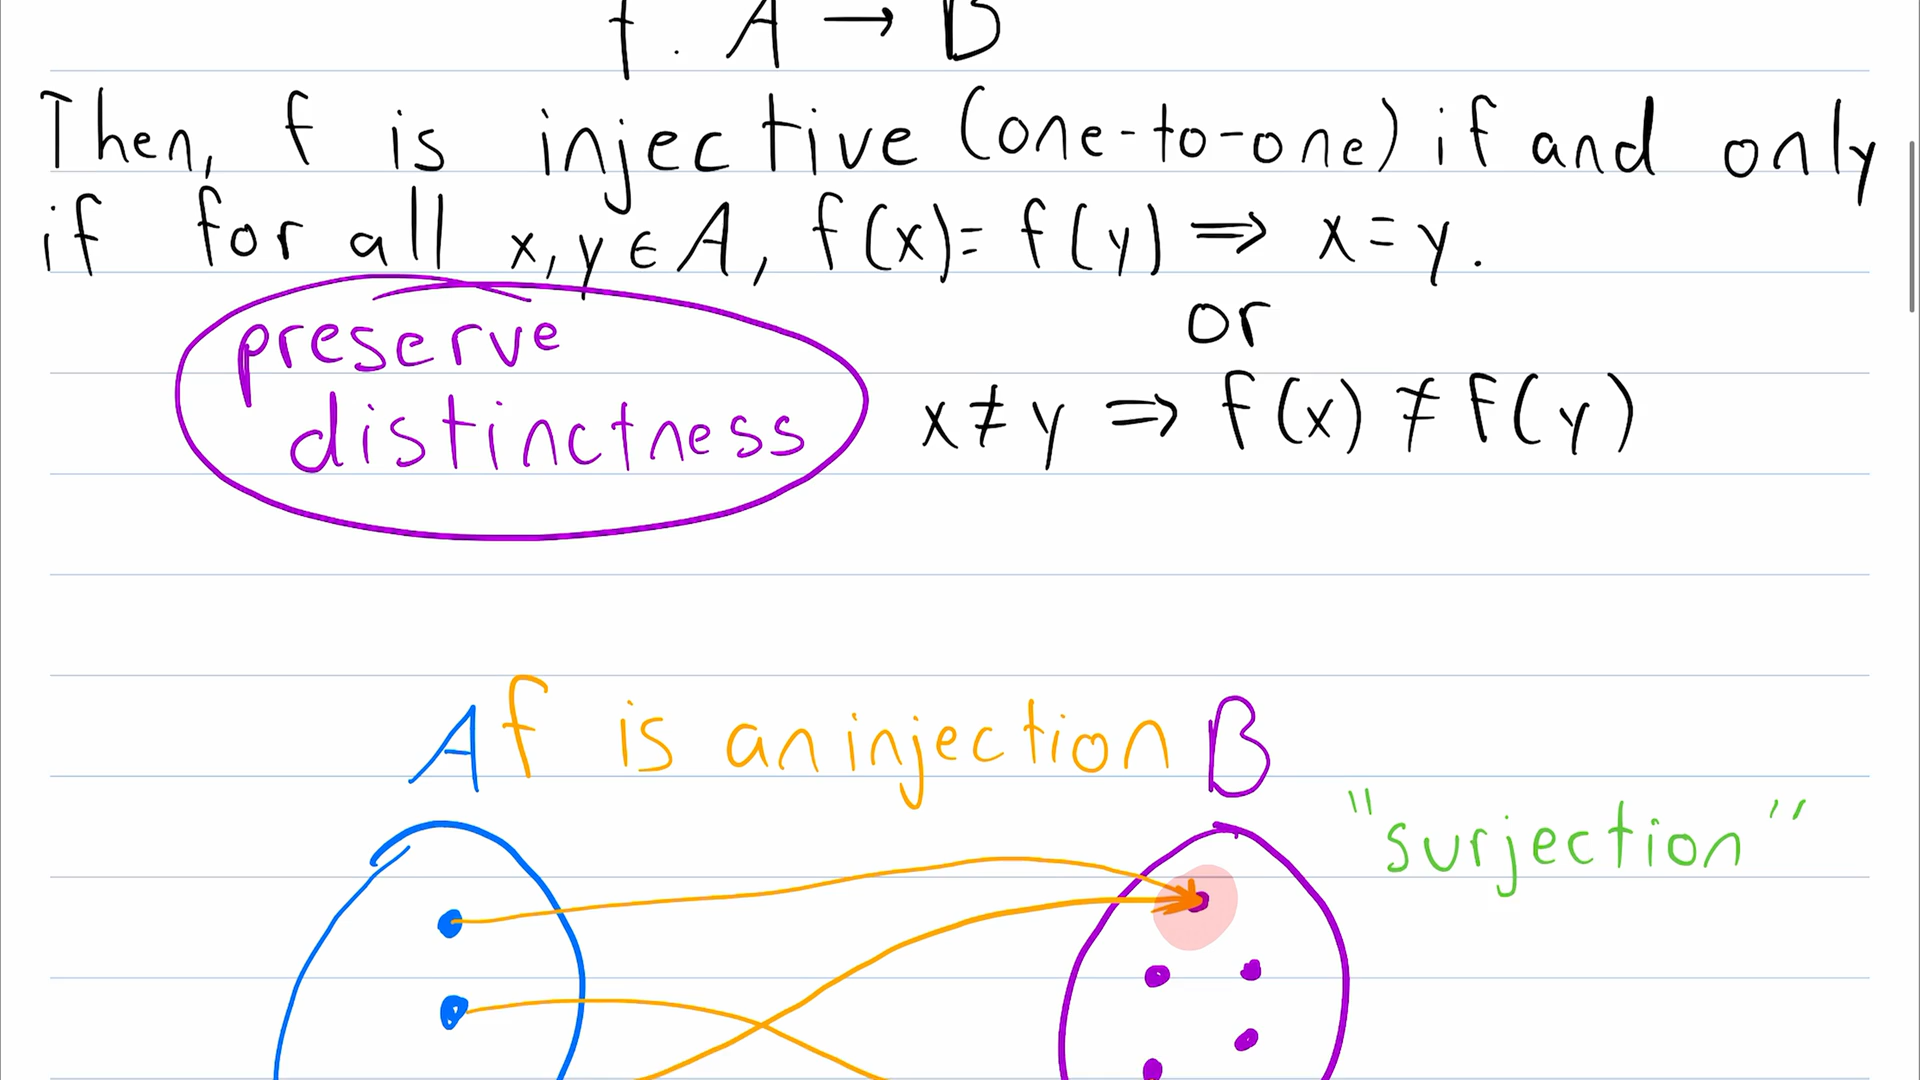 f : A → B
Then, f is injective (one-to-one) if and only
if for all x, y ∈ A, f(x) = f(y) ⇒ x = y.
or
preserve
distinctness
x ≠ y ⇒ f(x) ≠ f(y)
A f is an injection B
"surjection"